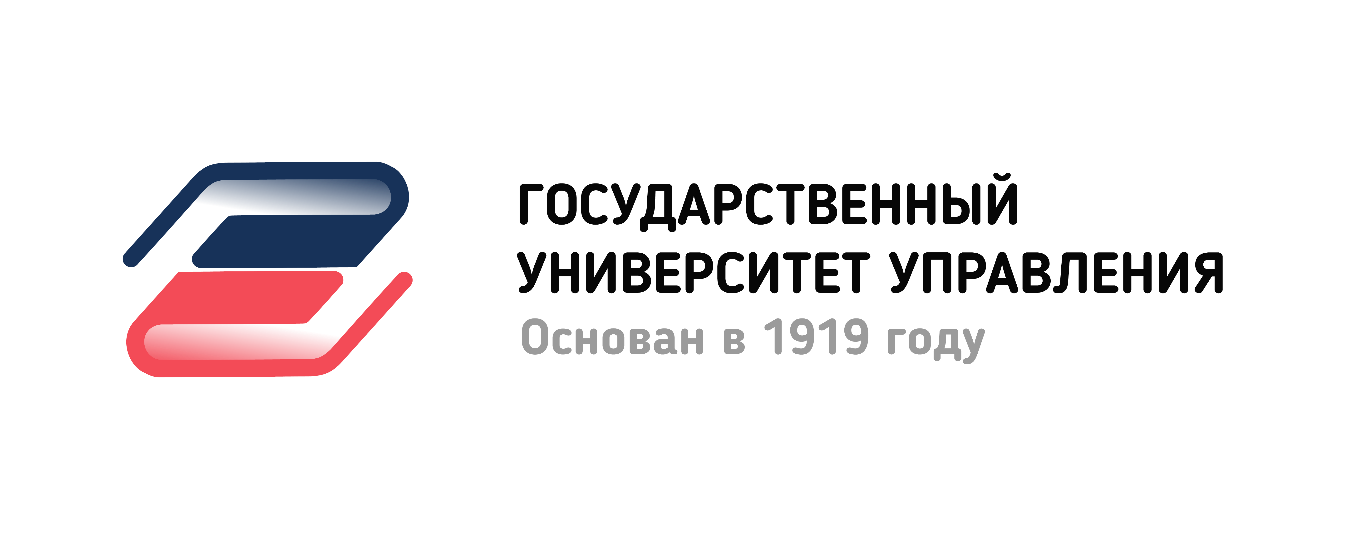 ГОСУДАРСТВЕННЫЙ
УНИВЕРСИТЕТ УПРАВЛЕНИЯ
Основан в 1919 году